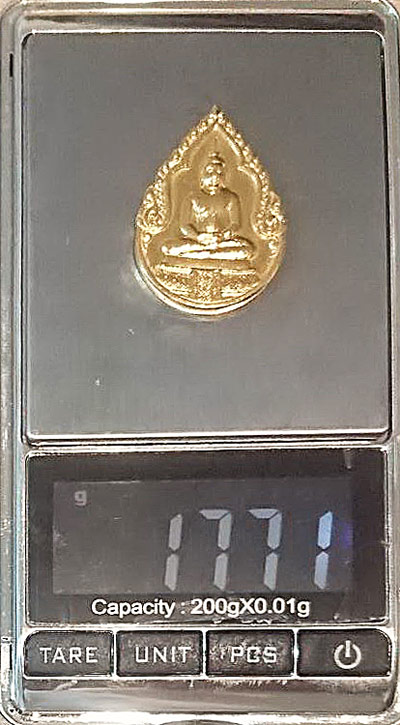 g
1771
Capacity : 200gX0.01g
TARE UNIT PCS